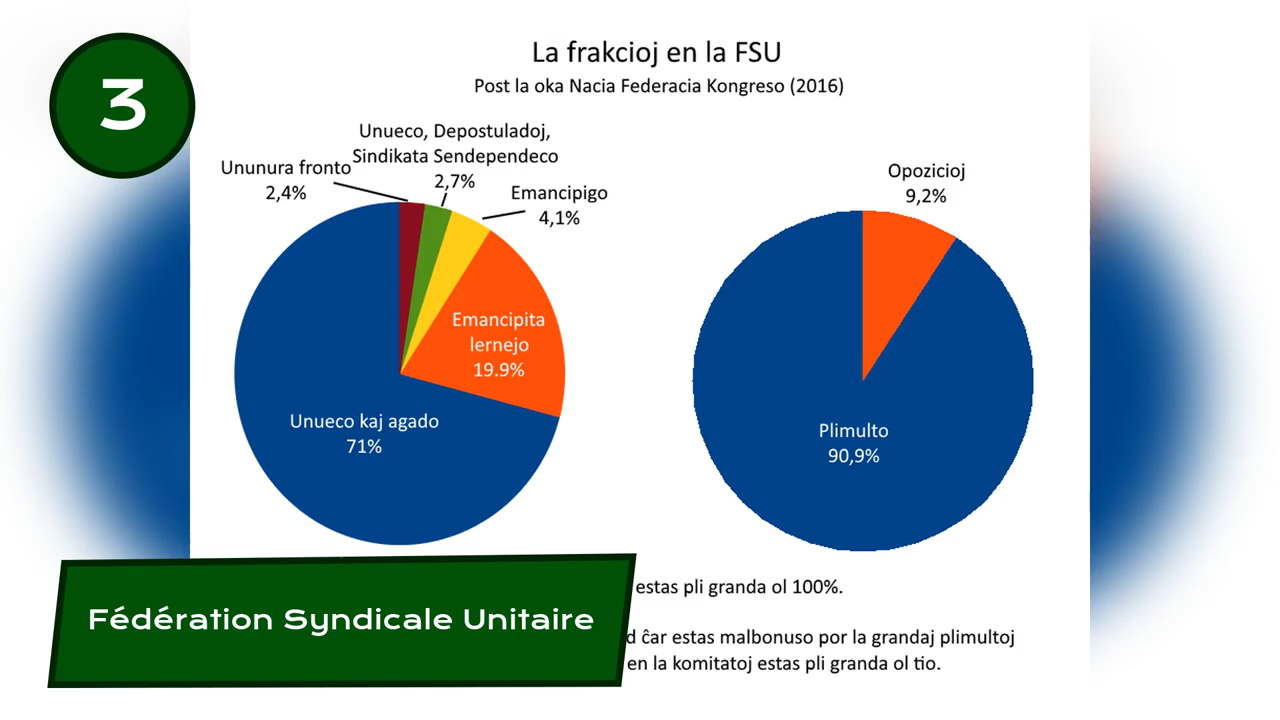 3
La frakcioj en la FSU
Post la oka Nacia Federacia Kongreso (2016)
Unueco, Depostuladoj,
Sindikata Sendependeco
2,7%
Ununura fronto
2,4%
Emancipigo
4,1%
Emancipita
lernejo
19.9%
Unueco kaj agado
71%
Opozicioj
9,2%
Plimulto
90,9%
estas pli granda ol 100%.
ĉar estas malbonuso por la grandaj plimultoj
en la komitatoj estas pli granda ol tio.
Fédération Syndicale Unitaire